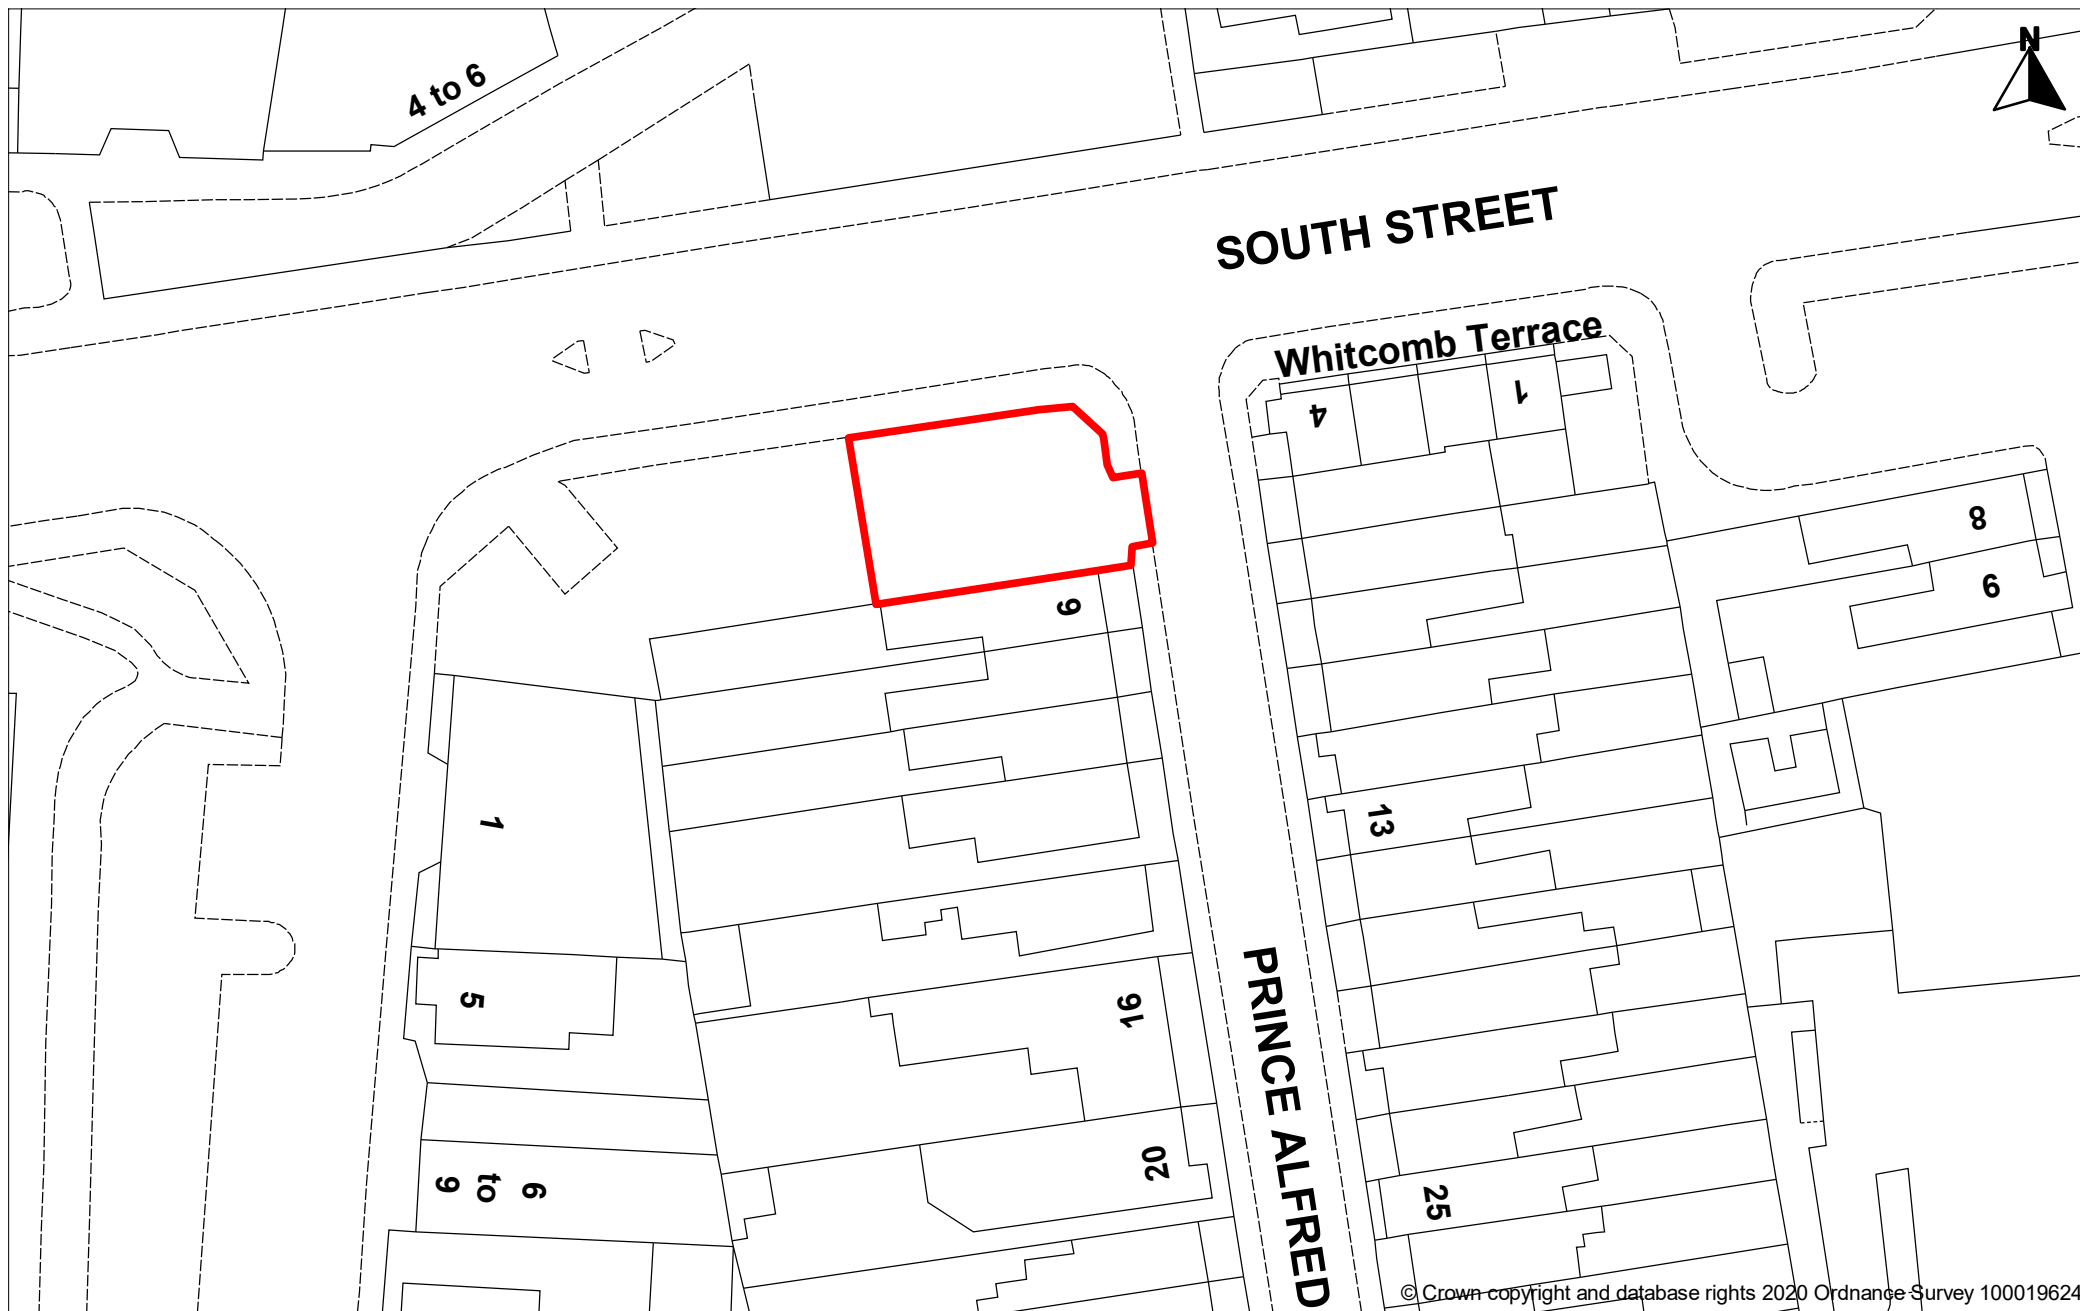 N
4 to 6
SOUTH STREET
Whitcomb Terrace
1
4
8
9
6
1
13
5
16
PRINCE ALFRED
20
6
to
9
25
© Crown copyright and database rights 2020 Ordnance Survey 100019624